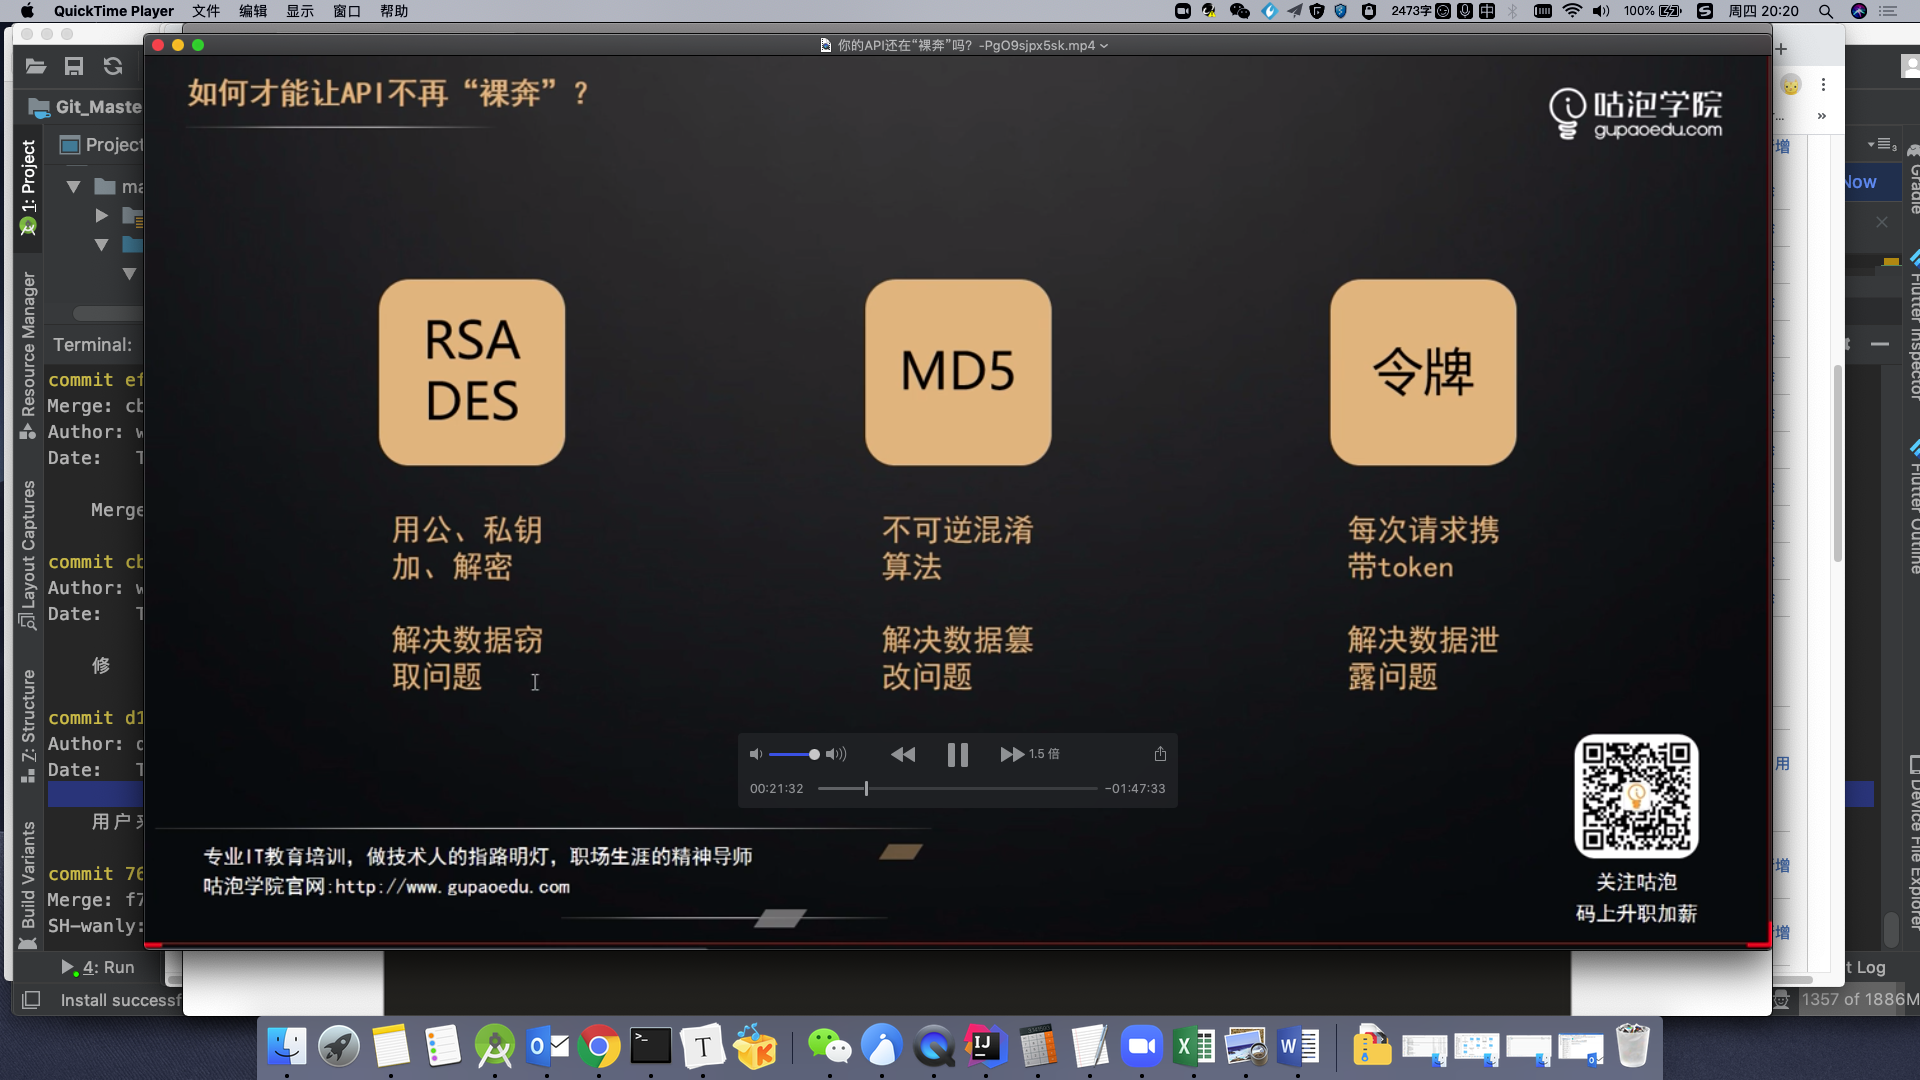 QuickTime Player 文件 编辑 显示 窗口 帮助
2473字 100% 周四 20:20
你的API还在“裸奔”吗? -PgO9sjpx5sk.mp4
如何才能让API不再“裸奔”?
咕泡学院
gupaoedu.com
RSA
DES
MD5
令牌
用公、私钥
加、解密
不可逆混淆
算法
每次请求携
带token
解决数据窃
取问题
解决数据篡
改问题
解决数据泄
露问题
1.5 倍
00:21:32
-01:47:33
专业IT教育培训, 做技术人的指路明灯, 职场生涯的精神导师
咕泡学院官网:http://www.gupaoedu.com
关注咕泡
码上升职加薪
Git_Maste
Project
ma
1: Project
Resource Manager
Layout Captures
Z: Structure
Build Variants
Terminal:
commit ef
Merge: cb
Author: w
Date: T
Merge
commit cb
Author: w
Date: T
修
commit d1
Author: d
Date: T
用户来
commit 76
Merge: f7
SH-wanly:
4: Run
Install successf
增
Now
用
增
增
Gradle
Flutter Inspector
Flutter Outline
Device File Explorer
t Log
1357 of 1886M